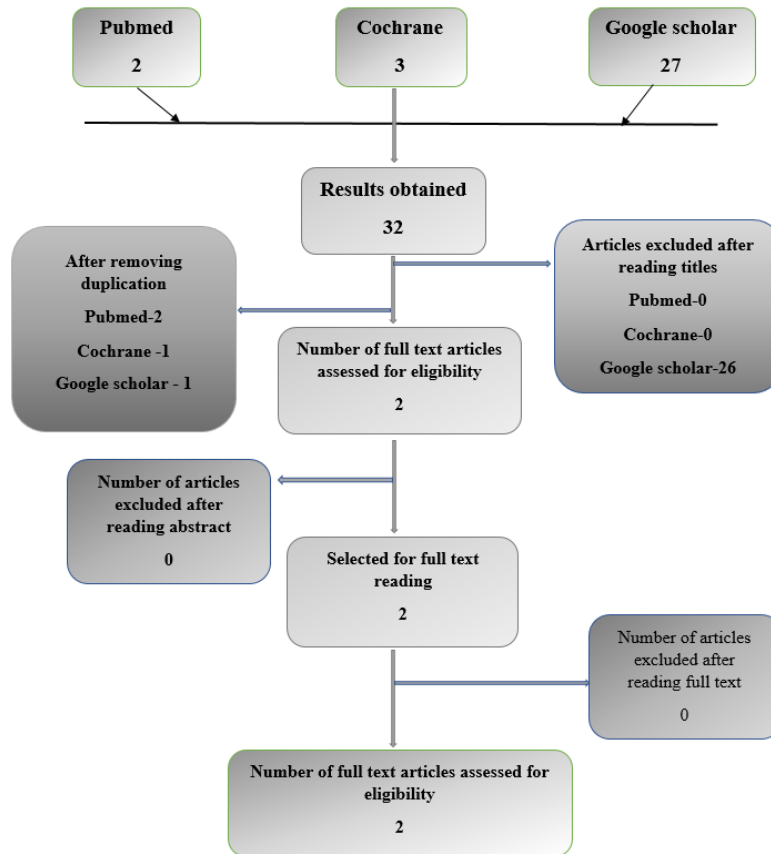 Pubmed
2
Cochrane
3
Google scholar
27
Results obtained
32
After removing
duplication
Pubmed-2
Cochrane -1
Google scholar - 1
Articles excluded after
reading titles
Pubmed-0
Cochrane-0
Google scholar-26
Number of full text articles
assessed for eligibility
2
Number of articles
excluded after
reading abstract
0
Selected for full text
reading
2
Number of articles
excluded after
reading full text
0
Number of full text articles assessed for
eligibility
2